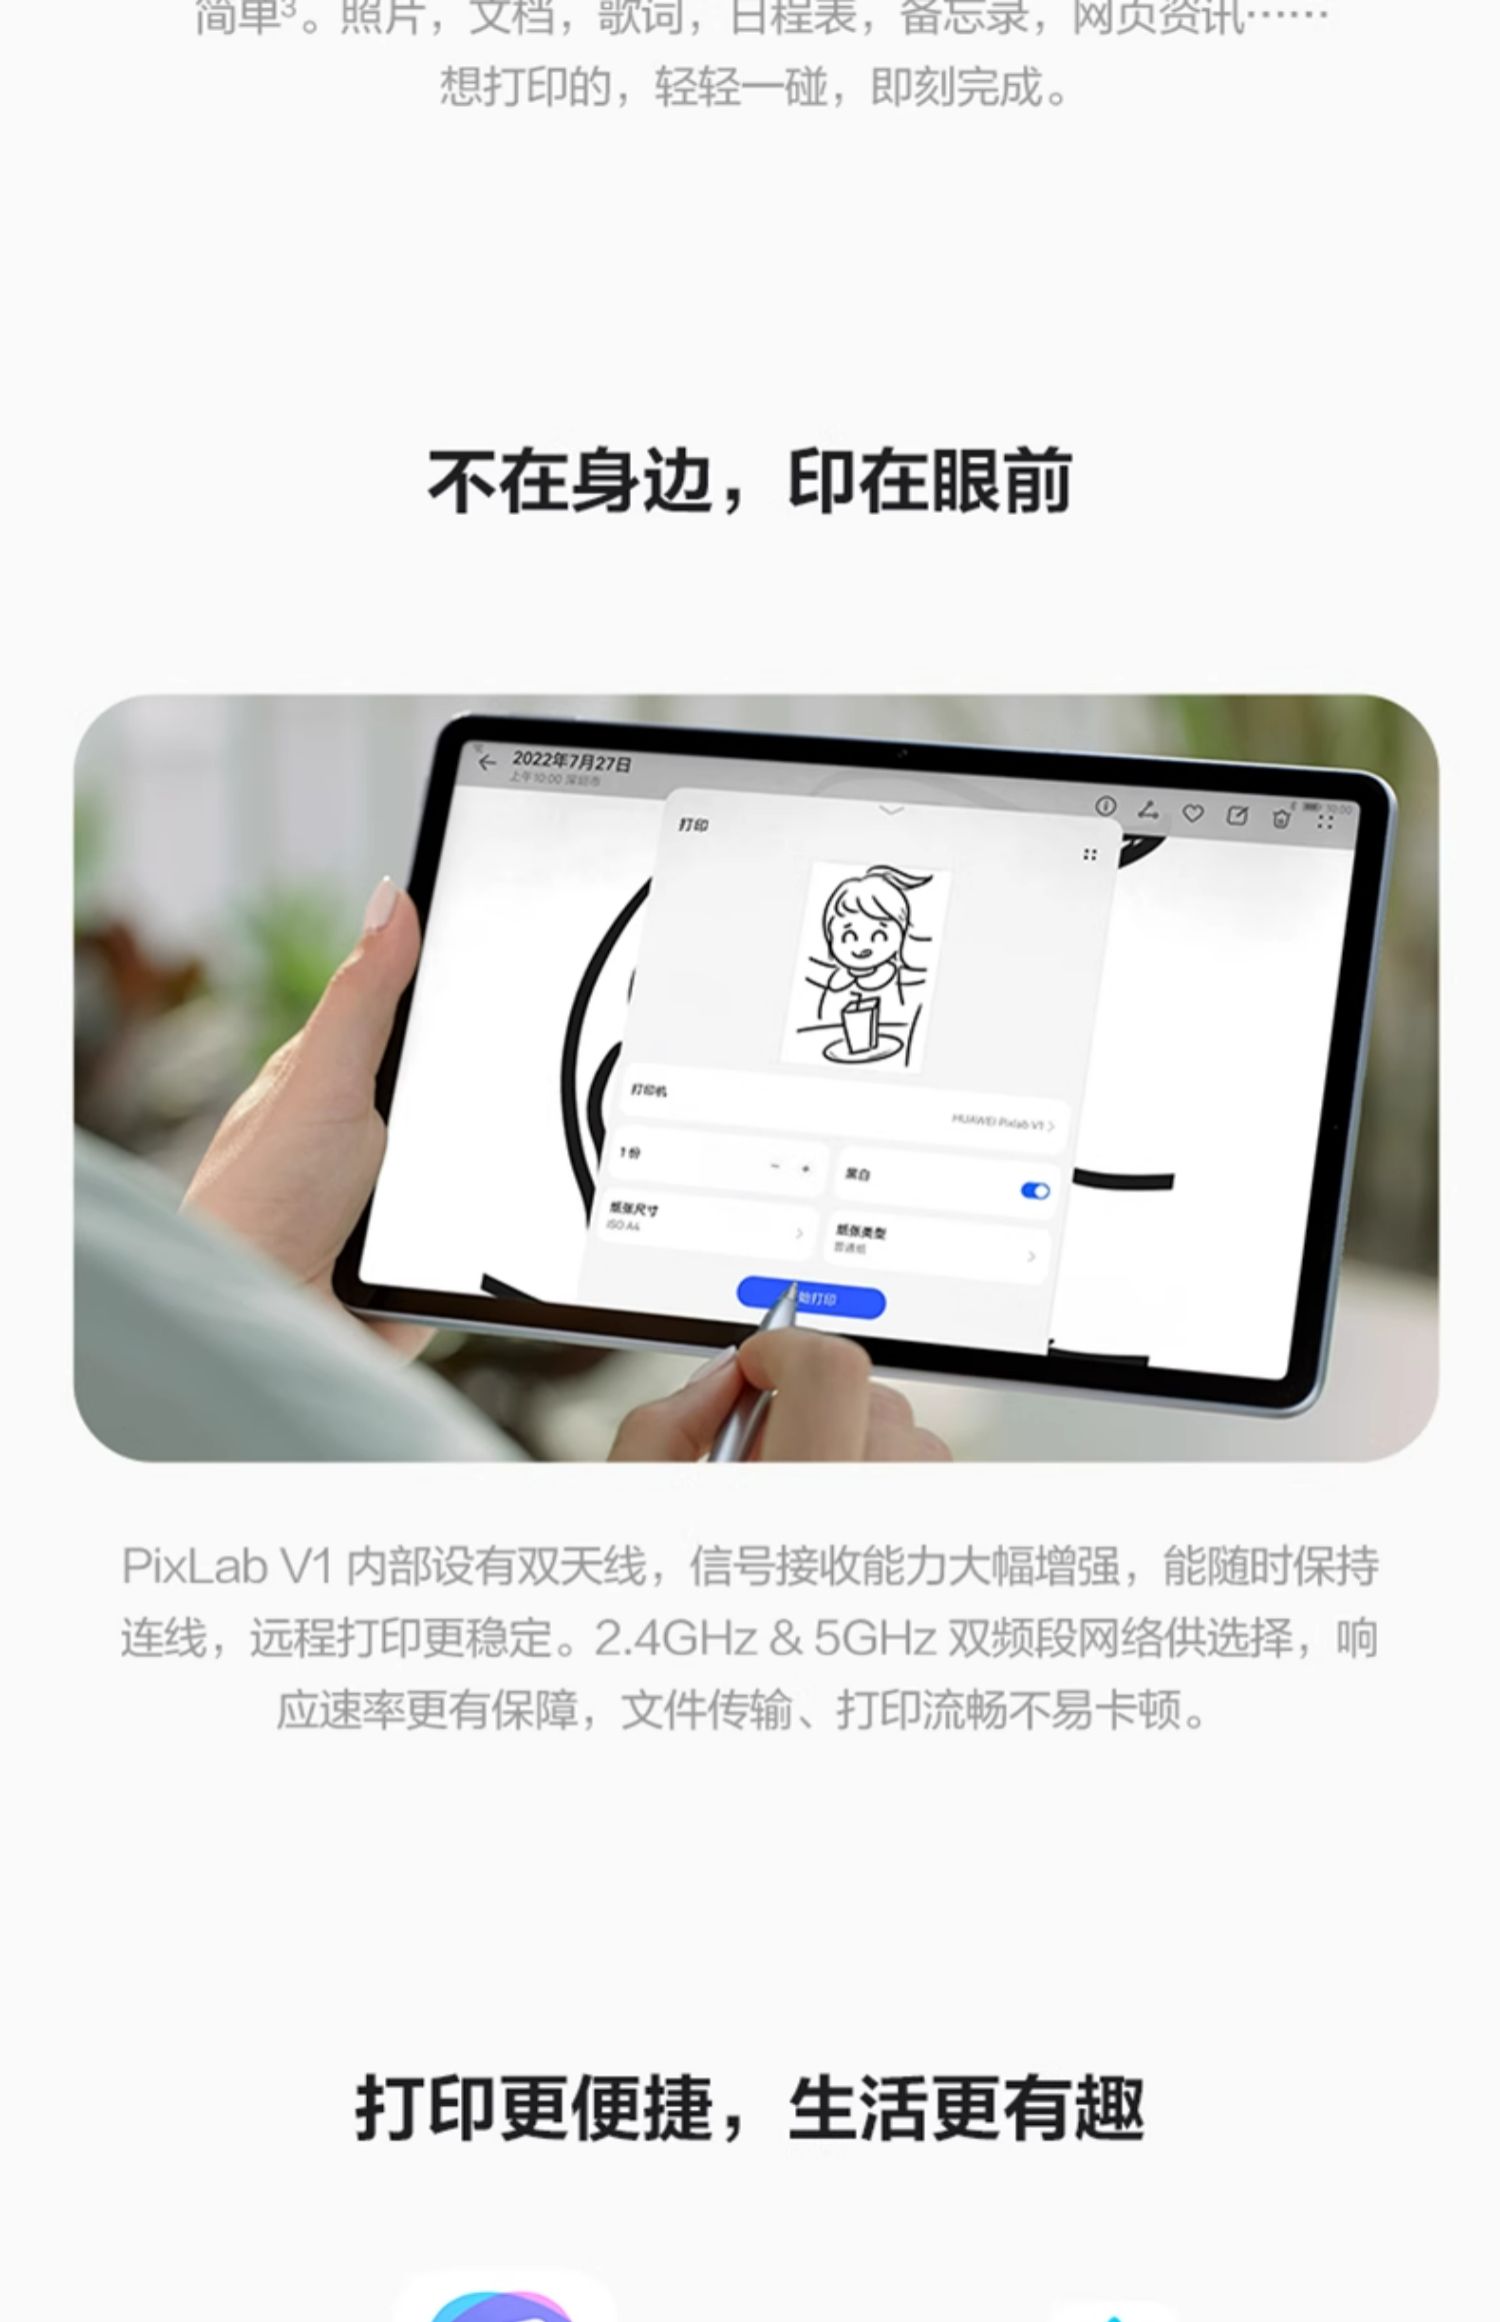 简单³。照片，文档，歌词，日程表，备忘录，网页资讯……
想打印的，轻轻一碰，即刻完成。
不在身边，印在眼前
2022年7月27日
上午10:00 深圳市
10:00
打印
打印机
HUAWEI Pixlab V1
1 份
黑白
纸张尺寸
ISO A4
纸张类型
普通纸
始打印
PixLab V1 内部设有双天线，信号接收能力大幅增强，能随时保持
连线，远程打印更稳定。2.4GHz & 5GHz 双频段网络供选择，响
应速率更有保障，文件传输、打印流畅不易卡顿。
打印更便捷，生活更有趣